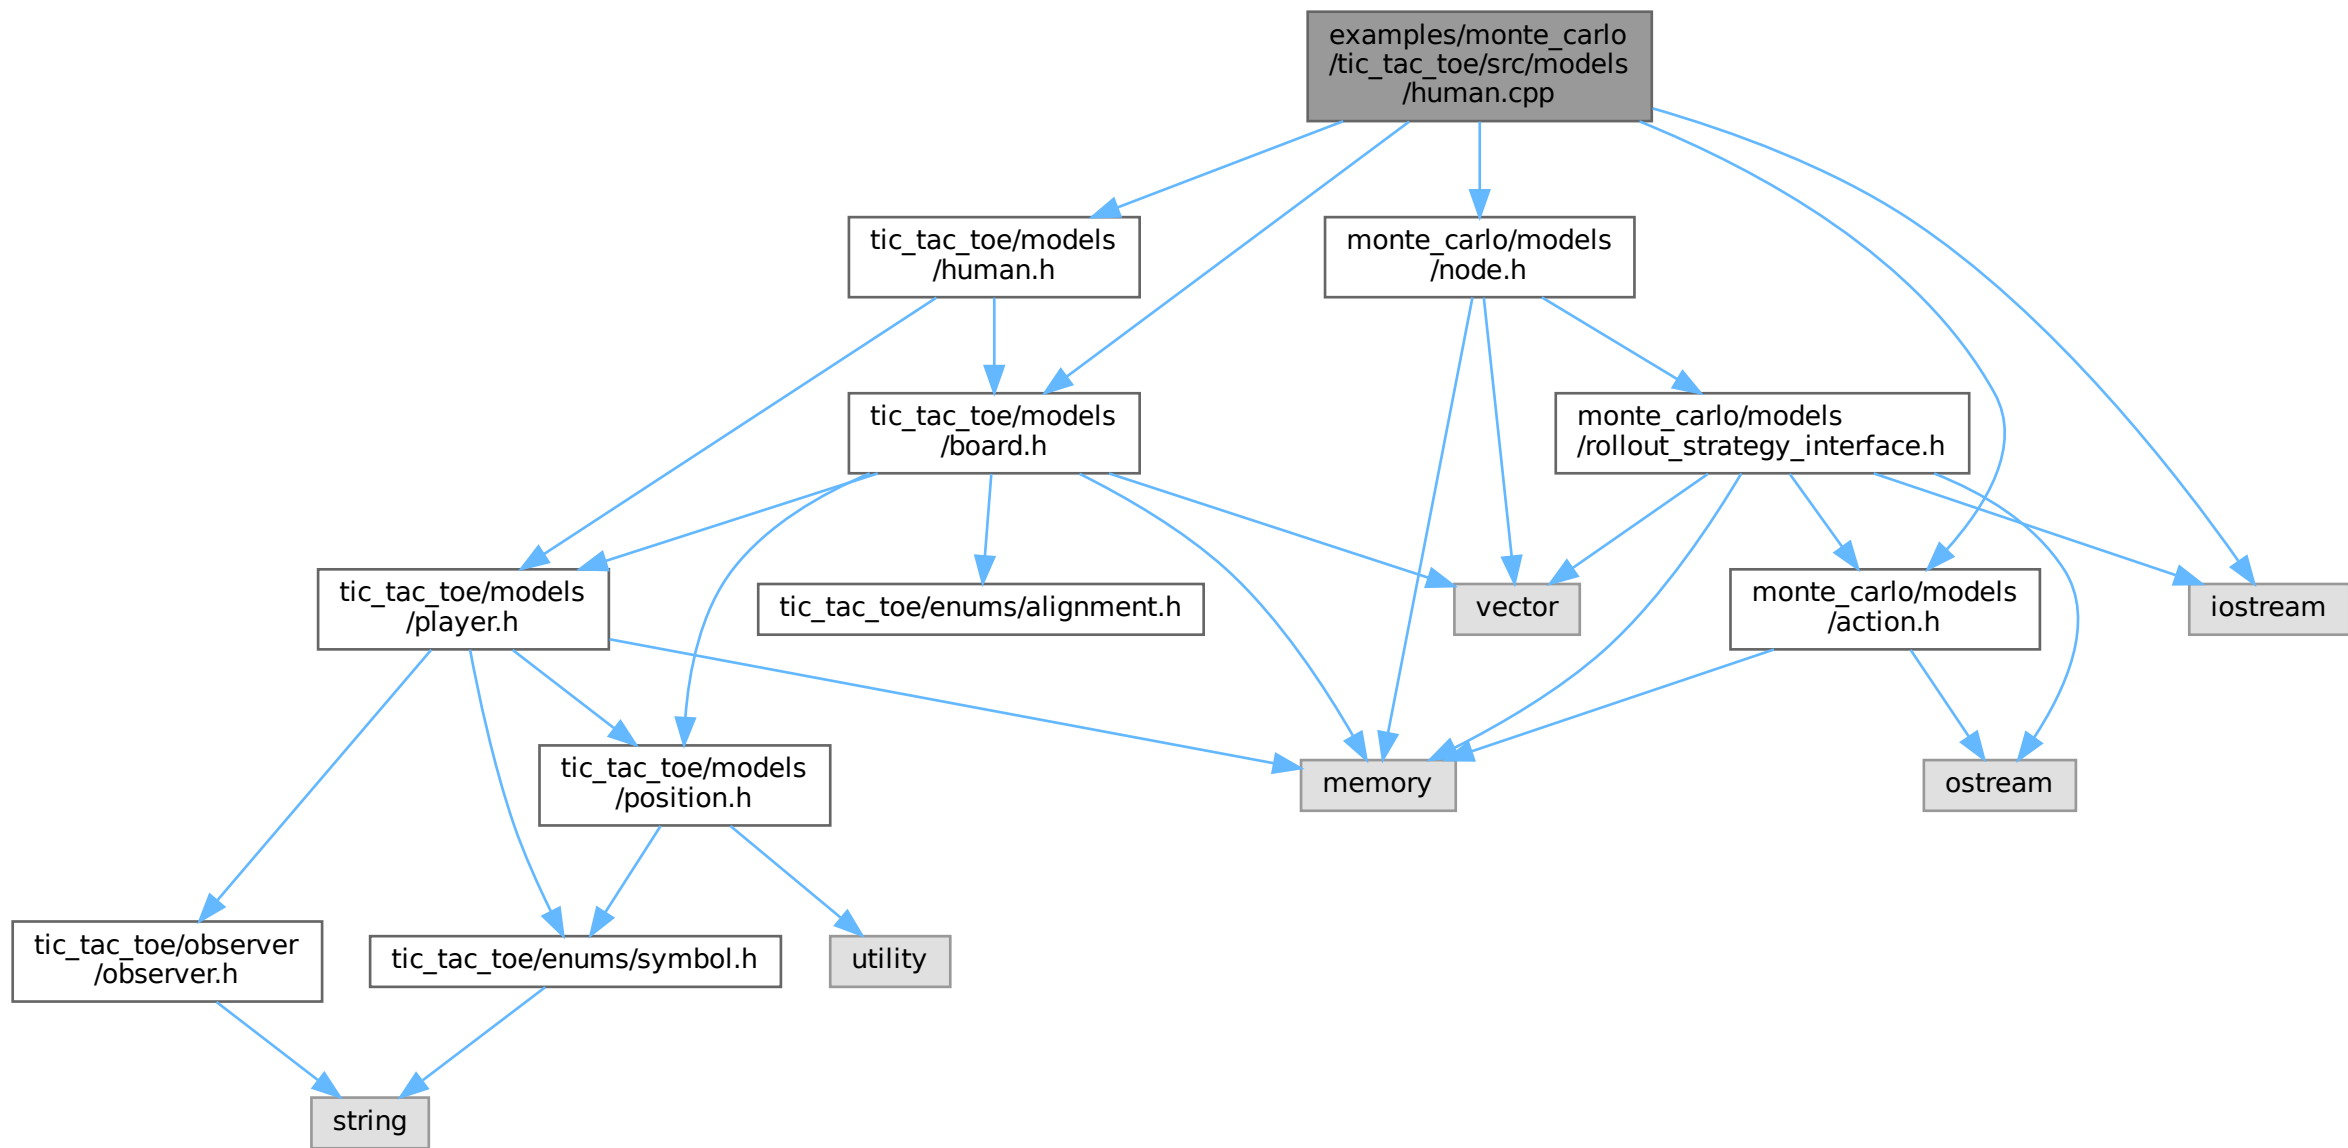 examples/monte_carlo
/tic_tac_toe/src/models
/human.cpp
tic_tac_toe/models
/human.h
monte_carlo/models
/node.h
tic_tac_toe/models
/board.h
monte_carlo/models
/rollout_strategy_interface.h
tic_tac_toe/models
/player.h
tic_tac_toe/enums/alignment.h
vector
monte_carlo/models
/action.h
iostream
tic_tac_toe/models
/position.h
memory
ostream
tic_tac_toe/observer
/observer.h
tic_tac_toe/enums/symbol.h
utility
string